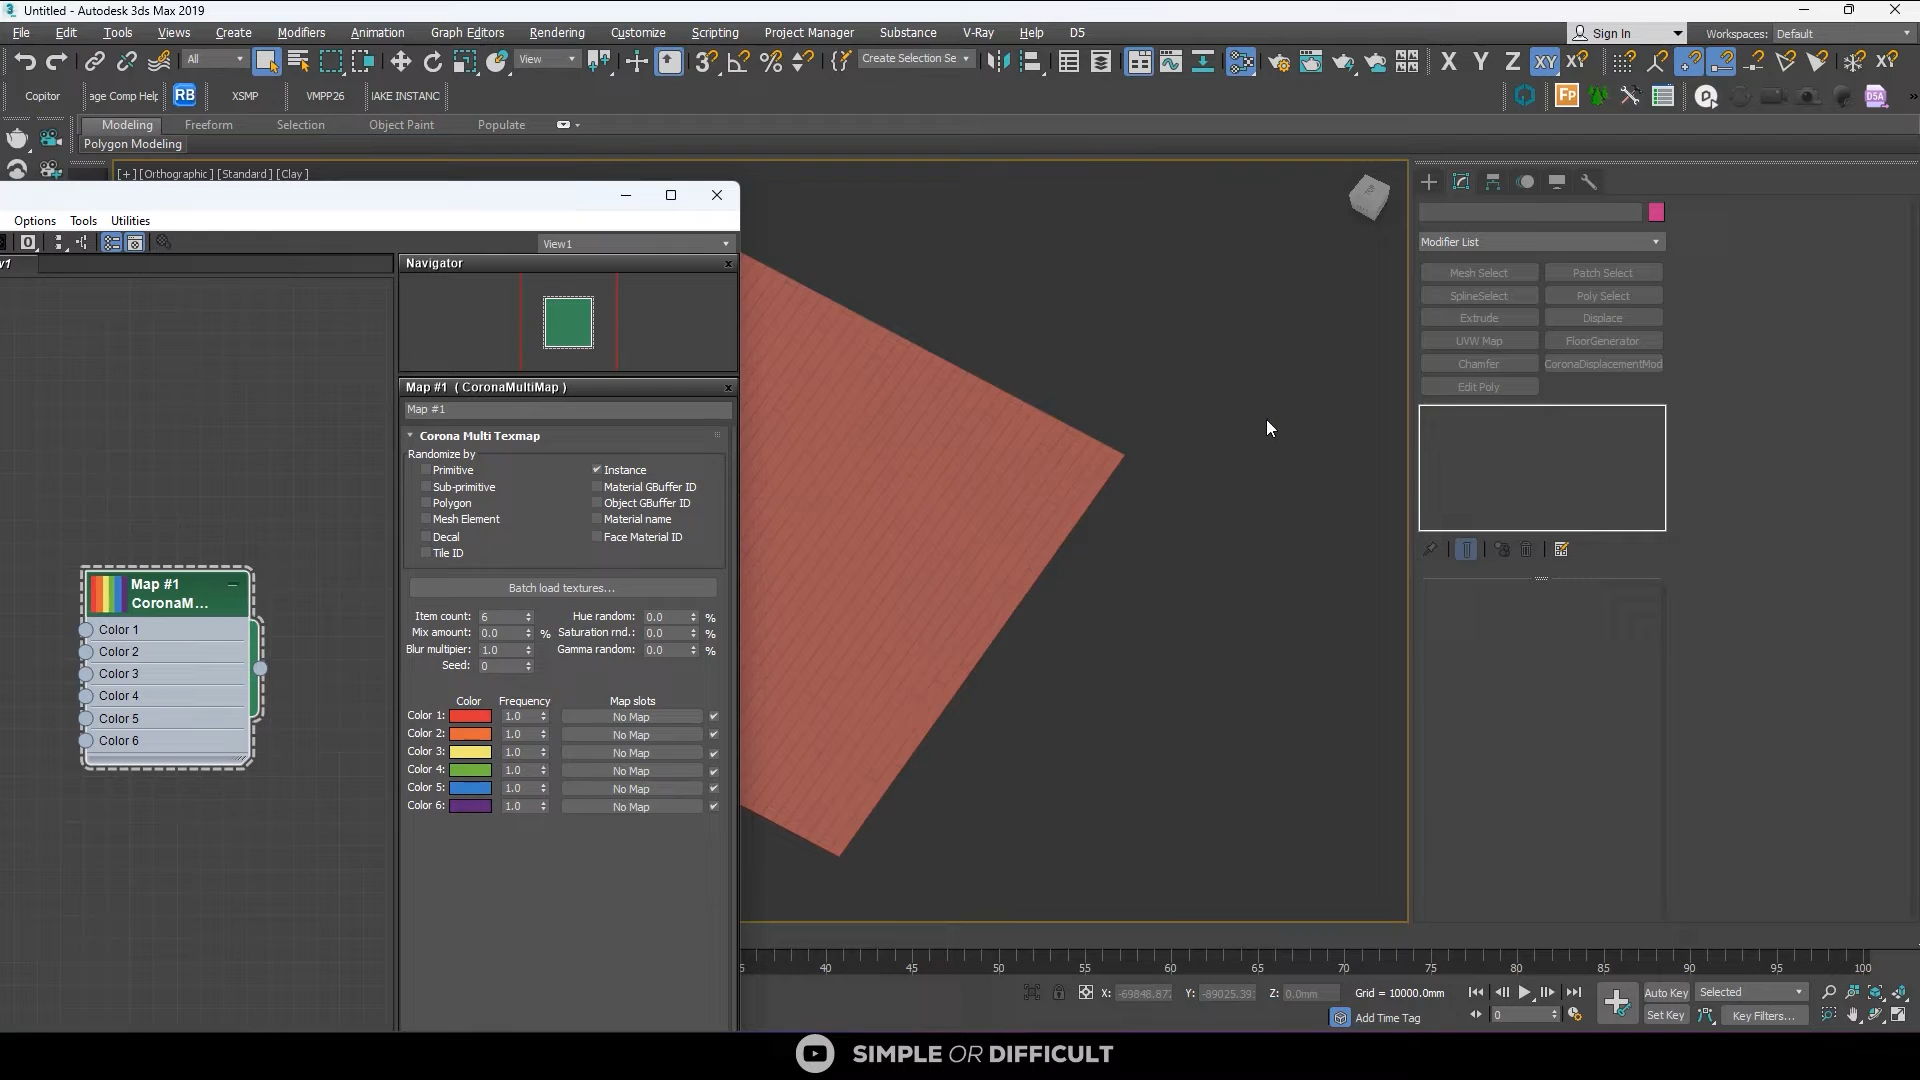 Untitled - Autodesk 3ds Max 2019
File Edit Tools Views Create Modifiers Animation Graph Editors Rendering Customize Scripting Project Manager Substance V-Ray Help D5
Sign In Workspaces: Default
All View Create Selection Se X Y Z XY
Copitor age Comp Help RB XSMP VMPP26 IAKE INSTANC
Modeling Freeform Selection Object Paint Populate
Polygon Modeling
[+] [Orthographic] [Standard] [Clay]
Options Tools Utilities
View1
Navigator
Map #1 ( CoronaMultiMap )
Map #1
Corona Multi Texmap
Randomize by
Primitive Instance
Sub-primitive Material GBuffer ID
Polygon Object GBuffer ID
Mesh Element Material name
Decal Face Material ID
Tile ID
Batch load textures...
Item count: 6 Hue random: 0.0 %
Mix amount: 0.0 % Saturation rnd.: 0.0 %
Blur multipier: 1.0 Gamma random: 0.0 %
Seed: 0
Color Frequency Map slots
Color 1: 1.0 No Map
Color 2: 1.0 No Map
Color 3: 1.0 No Map
Color 4: 1.0 No Map
Color 5: 1.0 No Map
Color 6: 1.0 No Map
Map #1
CoronaM...
Color 1
Color 2
Color 3
Color 4
Color 5
Color 6
Modifier List
Mesh Select Patch Select
SplineSelect Poly Select
Extrude Displace
UVW Map FloorGenerator
Chamfer CoronaDisplacementMod
Edit Poly
5 40 45 50 55 60 65 70 75 80 85 90 95 100
X: -69848.87 Y: -89025.39 Z: 0.0mm Grid = 10000.0mm
Auto Key Selected
Add Time Tag 0 Set Key Key Filters...
SIMPLE OR DIFFICULT